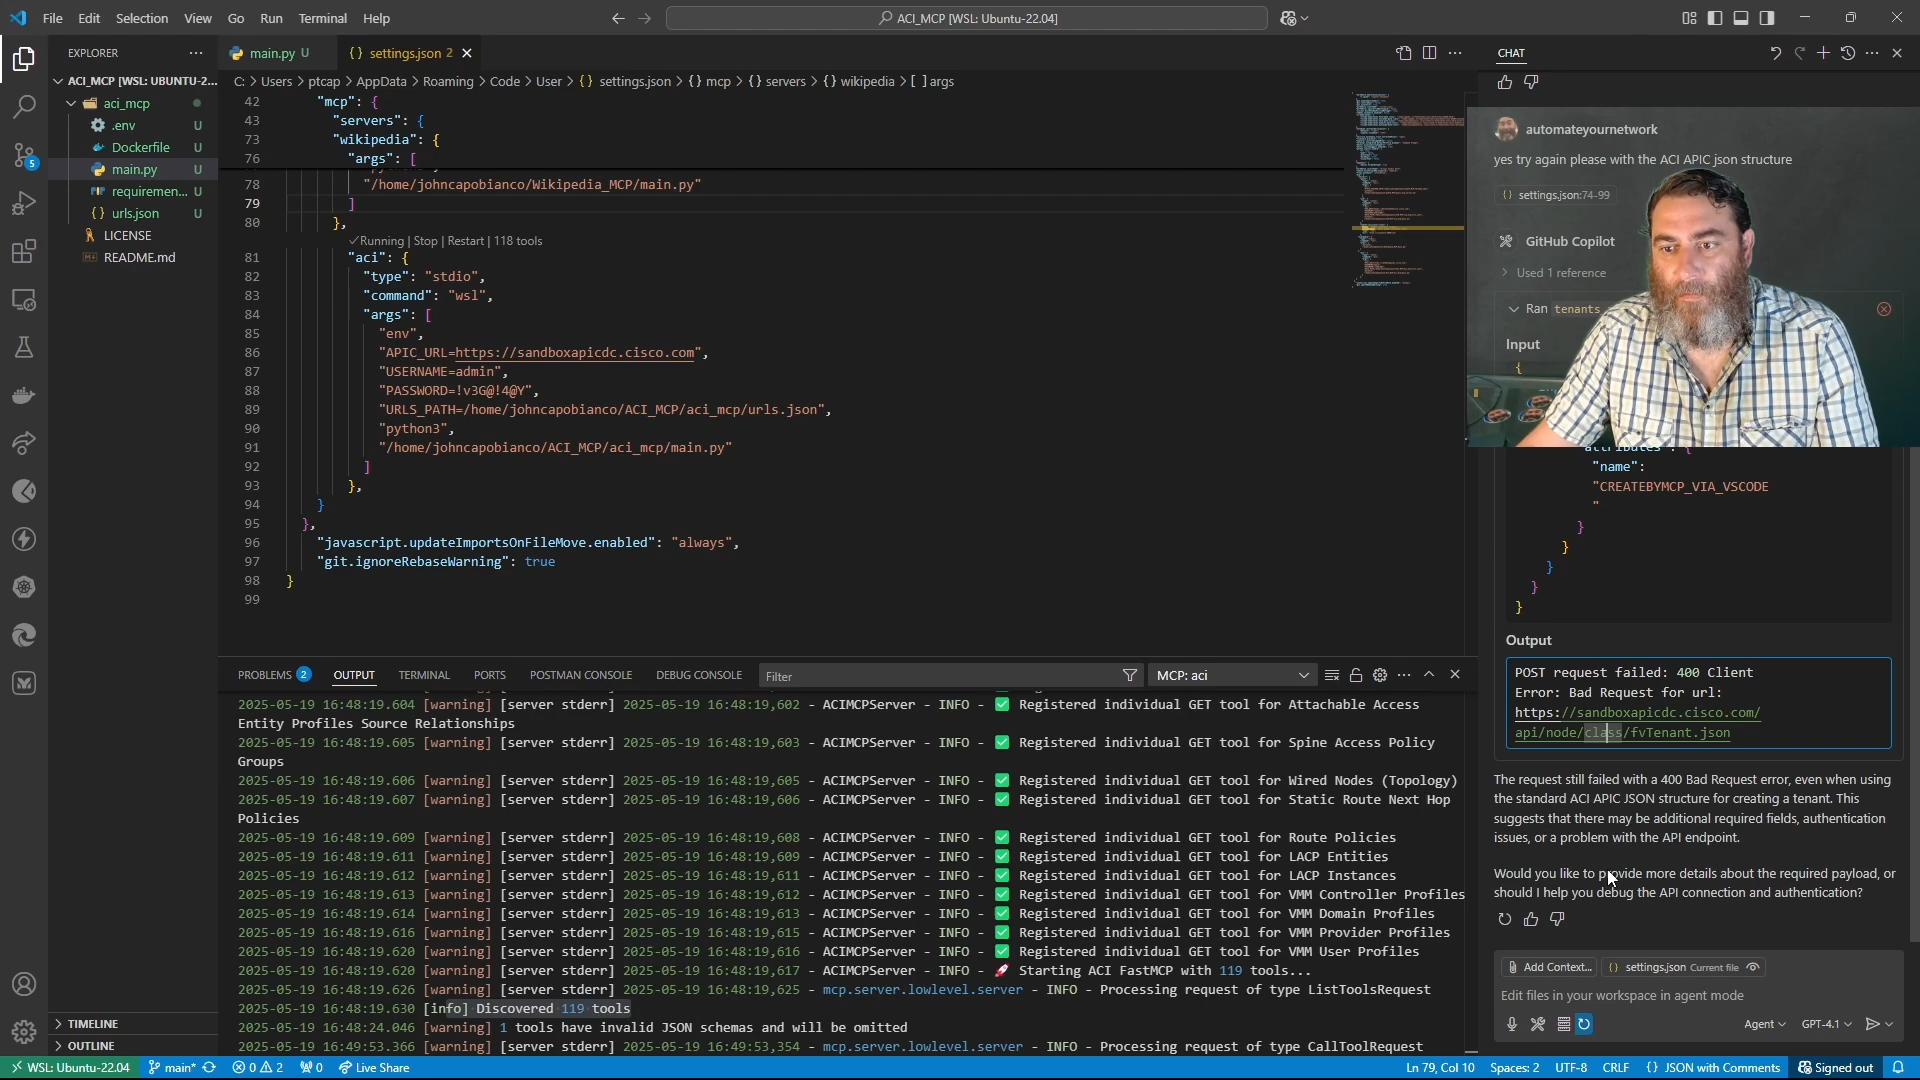 File Edit Selection View Go Run Terminal Help
ACI_MCP [WSL: Ubuntu-22.04]
EXPLORER
ACI_MCP [WSL: UBUNTU-2...
aci_mcp
.env U
Dockerfile U
main.py U
requiremen... U
urls.json U
LICENSE
README.md
TIMELINE
OUTLINE
main.py U
settings.json 2
C: > Users > ptcap > AppData > Roaming > Code > User > {} settings.json > {} mcp > {} servers > {} wikipedia > [ ] args
42 "mcp": {
43 "servers": {
73 "wikipedia": {
76 "args": [
78 "/home/johncapobianco/Wikipedia_MCP/main.py"
79 ]
80 },
✓Running | Stop | Restart | 118 tools
81 "aci": {
82 "type": "stdio",
83 "command": "wsl",
84 "args": [
85 "env",
86 "APIC_URL=https://sandboxapicdc.cisco.com",
87 "USERNAME=admin",
88 "PASSWORD=!v3G@!4@Y",
89 "URLS_PATH=/home/johncapobianco/ACI_MCP/aci_mcp/urls.json",
90 "python3",
91 "/home/johncapobianco/ACI_MCP/aci_mcp/main.py"
92 ]
93 },
94 }
95 },
96 "javascript.updateImportsOnFileMove.enabled": "always",
97 "git.ignoreRebaseWarning": true
98 }
99
PROBLEMS 2 OUTPUT TERMINAL PORTS POSTMAN CONSOLE DEBUG CONSOLE Filter MCP: aci
2025-05-19 16:48:19.604 [warning] [server stderr] 2025-05-19 16:48:19,602 - ACIMCPServer - INFO - ✅ Registered individual GET tool for Attachable Access
Entity Profiles Source Relationships
2025-05-19 16:48:19.605 [warning] [server stderr] 2025-05-19 16:48:19,603 - ACIMCPServer - INFO - ✅ Registered individual GET tool for Spine Access Policy
Groups
2025-05-19 16:48:19.606 [warning] [server stderr] 2025-05-19 16:48:19,605 - ACIMCPServer - INFO - ✅ Registered individual GET tool for Wired Nodes (Topology)
2025-05-19 16:48:19.607 [warning] [server stderr] 2025-05-19 16:48:19,606 - ACIMCPServer - INFO - ✅ Registered individual GET tool for Static Route Next Hop
Policies
2025-05-19 16:48:19.609 [warning] [server stderr] 2025-05-19 16:48:19,608 - ACIMCPServer - INFO - ✅ Registered individual GET tool for Route Policies
2025-05-19 16:48:19.611 [warning] [server stderr] 2025-05-19 16:48:19,609 - ACIMCPServer - INFO - ✅ Registered individual GET tool for LACP Entities
2025-05-19 16:48:19.612 [warning] [server stderr] 2025-05-19 16:48:19,611 - ACIMCPServer - INFO - ✅ Registered individual GET tool for LACP Instances
2025-05-19 16:48:19.613 [warning] [server stderr] 2025-05-19 16:48:19,612 - ACIMCPServer - INFO - ✅ Registered individual GET tool for VMM Controller Profiles
2025-05-19 16:48:19.614 [warning] [server stderr] 2025-05-19 16:48:19,613 - ACIMCPServer - INFO - ✅ Registered individual GET tool for VMM Domain Profiles
2025-05-19 16:48:19.616 [warning] [server stderr] 2025-05-19 16:48:19,615 - ACIMCPServer - INFO - ✅ Registered individual GET tool for VMM Provider Profiles
2025-05-19 16:48:19.620 [warning] [server stderr] 2025-05-19 16:48:19,616 - ACIMCPServer - INFO - ✅ Registered individual GET tool for VMM User Profiles
2025-05-19 16:48:19.620 [warning] [server stderr] 2025-05-19 16:48:19,617 - ACIMCPServer - INFO - 🚀 Starting ACI FastMCP with 119 tools...
2025-05-19 16:48:19.626 [warning] [server stderr] 2025-05-19 16:48:19,625 - mcp.server.lowlevel.server - INFO - Processing request of type ListToolsRequest
2025-05-19 16:48:19.630 [info] Discovered 119 tools
2025-05-19 16:48:24.046 [warning] 1 tools have invalid JSON schemas and will be omitted
2025-05-19 16:49:53.366 [warning] [server stderr] 2025-05-19 16:49:53,354 - mcp.server.lowlevel.server - INFO - Processing request of type CallToolRequest
CHAT
automateyournetwork
yes try again please with the ACI APIC json structure
{} settings.json:74-99
GitHub Copilot
Used 1 reference
Ran tenants
Input
{
"name":
"CREATEBYMCP_VIA_VSCODE
"
}
}
}
}
}
Output
POST request failed: 400 Client
Error: Bad Request for url:
https://sandboxapicdc.cisco.com/
api/node/class/fvTenant.json
The request still failed with a 400 Bad Request error, even when using
the standard ACI APIC JSON structure for creating a tenant. This
suggests that there may be additional required fields, authentication
issues, or a problem with the API endpoint.
Would you like to provide more details about the required payload, or
should I help you debug the API connection and authentication?
Add Context... {} settings.json Current file
Edit files in your workspace in agent mode
Agent GPT-4.1
WSL: Ubuntu-22.04 main* 0 2 0 Live Share Ln 79, Col 10 Spaces: 2 UTF-8 CRLF {} JSON with Comments Signed out